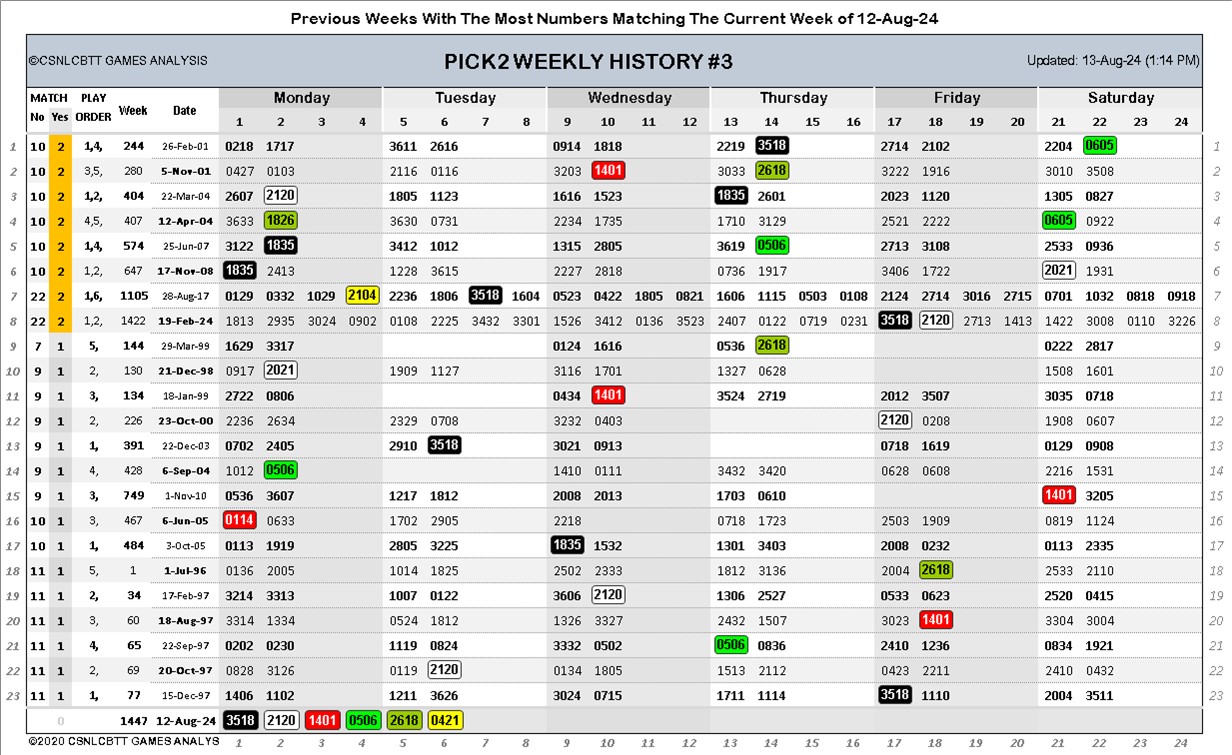 Previous Weeks With The Most Numbers Matching The Current Week of 12-Aug-24
©CSNLCBTT GAMES ANALYSIS PICK2 WEEKLY HISTORY #3 Updated: 13-Aug-24 (1:14 PM)
MATCH PLAY Week Date Monday Tuesday Wednesday Thursday Friday Saturday
No Yes ORDER 1 2 3 4 5 6 7 8 9 10 11 12 13 14 15 16 17 18 19 20 21 22 23 24
1 10 2 1,4, 244 26-Feb-01 0218 1717 3611 2616 0914 1818 2219 3518 2714 2102 2204 0605 1
2 10 2 3,5, 280 5-Nov-01 0427 0103 2116 0116 3203 1401 3033 2618 3222 1916 3010 3508 2
3 10 2 1,2, 404 22-Mar-04 2607 2120 1805 1123 1616 1523 1835 2601 2023 1120 1305 0827 3
4 10 2 4,5, 407 12-Apr-04 3633 1826 3630 0731 2234 1735 1710 3129 2521 2222 0605 0922 4
5 10 2 1,4, 574 25-Jun-07 3122 1835 3412 1012 1315 2805 3619 0506 2713 3108 2533 0936 5
6 10 2 1,2, 647 17-Nov-08 1835 2413 1228 3615 2227 2818 0736 1917 3406 1722 2021 1931 6
7 22 2 1,6, 1105 28-Aug-17 0129 0332 1029 2104 2236 1806 3518 1604 0523 0422 1805 0821 1606 1115 0503 0108 2124 2714 3016 2715 0701 1032 0818 0918 7
8 22 2 1,2, 1422 19-Feb-24 1813 2935 3024 0902 0108 2225 3432 3301 1526 3412 0136 3523 2407 0122 0719 0231 3518 2120 2713 1413 1422 3008 0110 3226 8
9 7 1 5, 144 29-Mar-99 1629 3317 0124 1616 0536 2618 0222 2817 9
10 9 1 2, 130 21-Dec-98 0917 2021 1909 1127 3116 1701 1327 0628 1508 1601 10
11 9 1 3, 134 18-Jan-99 2722 0806 0434 1401 3524 2719 2012 3507 3035 0718 11
12 9 1 2, 226 23-Oct-00 2236 2634 2329 0708 3232 0403 2120 0208 1908 0607 12
13 9 1 1, 391 22-Dec-03 0702 2405 2910 3518 3021 0913 0718 1619 0129 0908 13
14 9 1 4, 428 6-Sep-04 1012 0506 1410 0111 3432 3420 0628 0608 2216 1531 14
15 9 1 3, 749 1-Nov-10 0536 3607 1217 1812 2008 2013 1703 0610 1401 3205 15
16 10 1 3, 467 6-Jun-05 0114 0633 1702 2905 2218 0718 1723 2503 1909 0819 1124 16
17 10 1 1, 484 3-Oct-05 0113 1919 2805 3225 1835 1532 1301 3403 2008 0232 0113 2335 17
18 11 1 5, 1 1-Jul-96 0136 2005 1014 1825 2502 2333 1812 3136 2004 2618 2533 2110 18
19 11 1 2, 34 17-Feb-97 3214 3313 1007 0122 3606 2120 1306 2527 0533 0623 2520 0415 19
20 11 1 3, 60 18-Aug-97 3314 1334 0524 1812 1326 3327 2432 1507 3023 1401 3304 3004 20
21 11 1 4, 65 22-Sep-97 0202 0230 1119 0824 3332 0502 0506 0836 2410 1236 0834 1921 21
22 11 1 2, 69 20-Oct-97 0828 3126 0119 2120 0134 1805 1513 2112 0423 2211 2410 0432 22
23 11 1 1, 77 15-Dec-97 1406 1102 1211 3626 3024 0715 1711 1114 3518 1110 2004 3511 23
0 1447 12-Aug-24 3518 2120 1401 0506 2618 0421
©2020 CSNLCBTT GAMES ANALYS 1 2 3 4 5 6 7 8 9 10 11 12 13 14 15 16 17 18 19 20 21 22 23 24